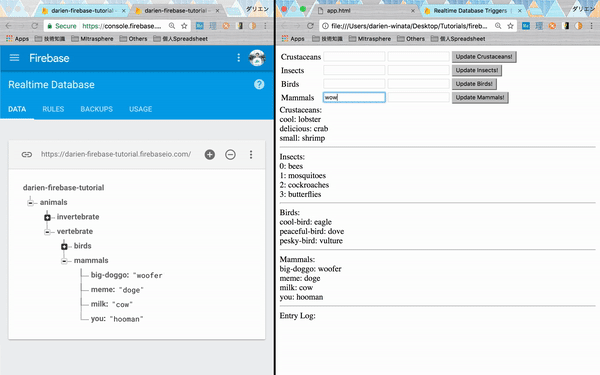 darien-firebase-tutorial -
darien-firebase-tutorial -
ダリエン
Secure
https://console.firebase.
Apps
技術知識
Mitrasphere
Others
個人Spreadsheet
Firebase
Realtime Database
DATA
RULES
BACKUPS
USAGE
https://darien-firebase-tutorial.firebaseio.com/
darien-firebase-tutorial
animals
invertebrate
vertebrate
birds
mammals
big-doggo: "woofer
meme: "doge"
milk: "cow"
you: "hooman"
app.html
Realtime Database Triggers
ダリエン
file:///Users/darien-winata/Desktop/Tutorials/fireb
Apps
技術知識
Mitrasphere
Others
個人Spreadsheet
Crustaceans
Update Crustaceans!
Insects
Update Insects!
Birds
Update Birds!
Mammals
wow
Update Mammals!
Crustaceans:
cool: lobster
delicious: crab
small: shrimp
Insects:
0: bees
1: mosquitoes
2: cockroaches
3: butterflies
Birds:
cool-bird: eagle
peaceful-bird: dove
pesky-bird: vulture
Mammals:
big-doggo: woofer
meme: doge
milk: cow
you: hooman
Entry Log: